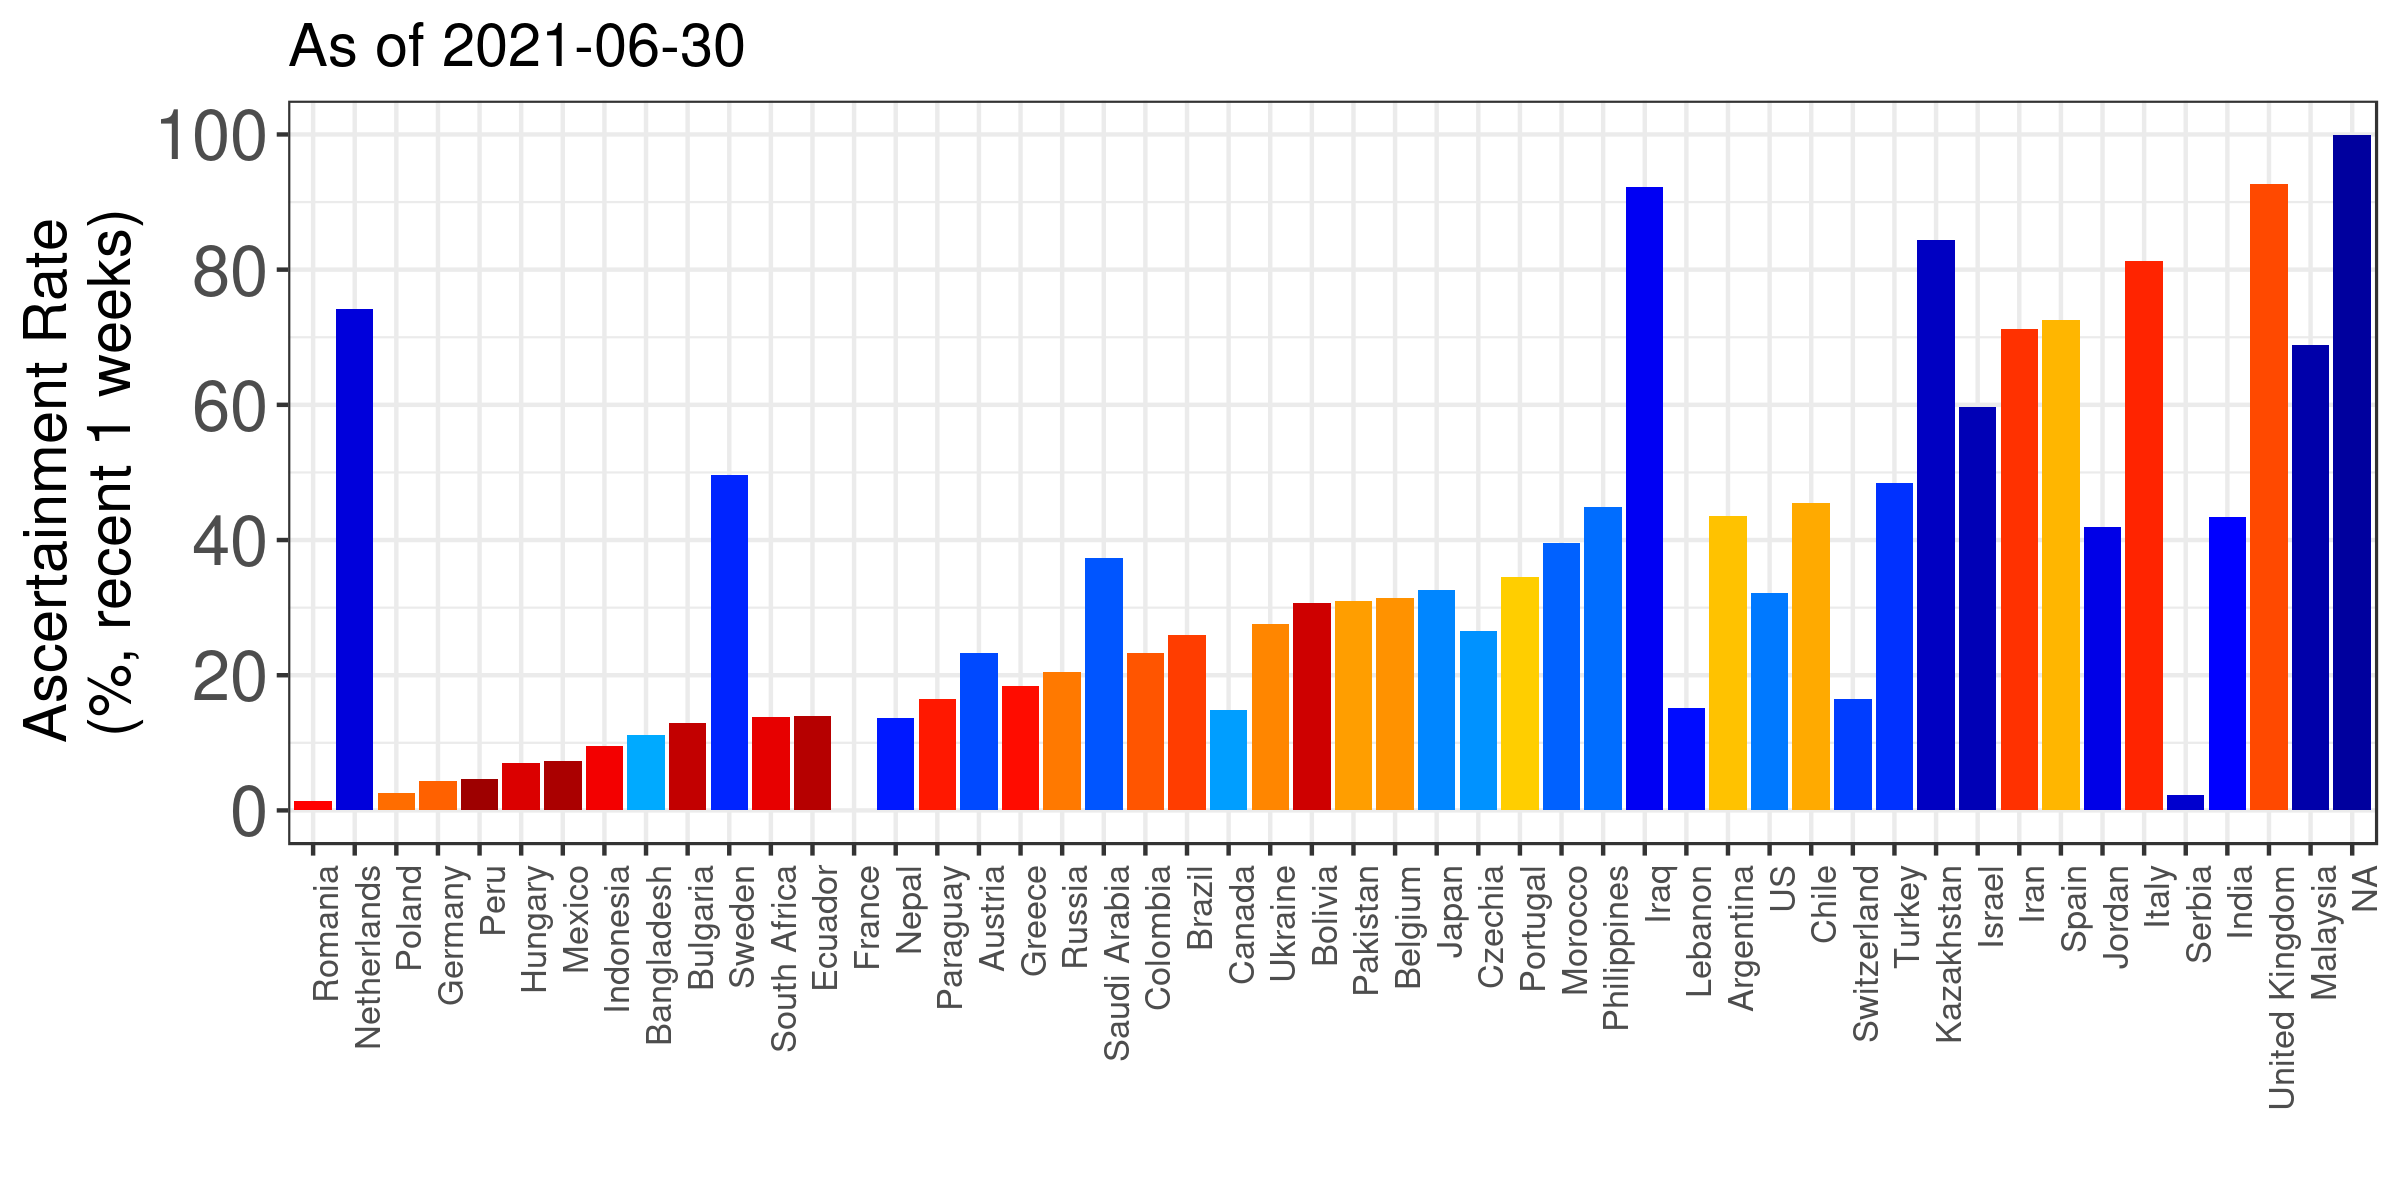 As of 2021-06-30
Ascertainment Rate
(%, recent 1 weeks)
100
80
60
40
20
0
Romania
Netherlands
Poland
Germany
Peru
Hungary
Mexico
Indonesia
Bangladesh
Bulgaria
Sweden
South Africa
Ecuador
France
Nepal
Paraguay
Austria
Greece
Russia
Saudi Arabia
Colombia
Brazil
Canada
Ukraine
Bolivia
Pakistan
Belgium
Japan
Czechia
Portugal
Morocco
Philippines
Iraq
Lebanon
Argentina
US
Chile
Switzerland
Turkey
Kazakhstan
Israel
Iran
Spain
Jordan
Italy
Serbia
India
United Kingdom
Malaysia
NA